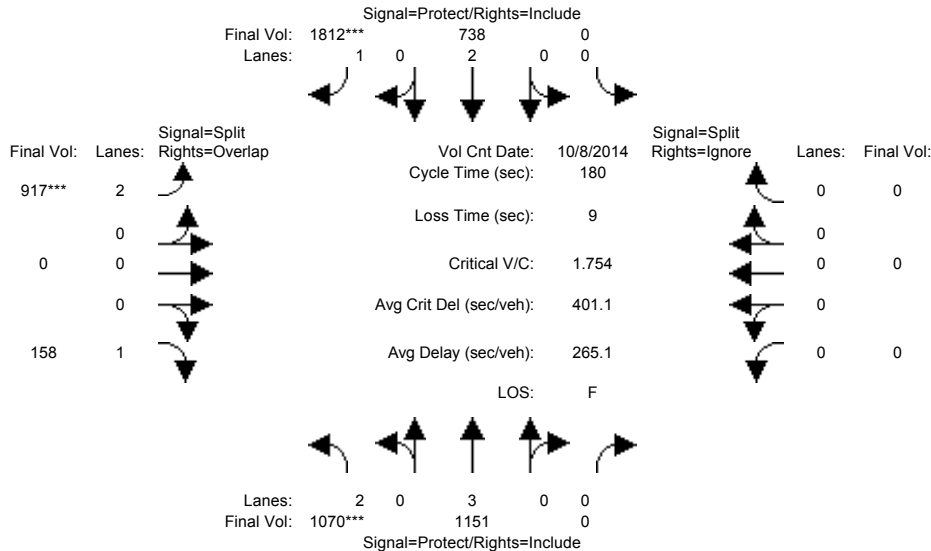 Signal=Protect/Rights=Include
Final Vol: 1812*** 738 0
Lanes: 1 0 2 0 0
Signal=Split Signal=Split
Final Vol: Lanes: Rights=Overlap Vol Cnt Date: 10/8/2014 Rights=Ignore Lanes: Final Vol:
Cycle Time (sec): 180
917*** 2 0 0
Loss Time (sec): 9
0 0
0 0 Critical V/C: 1.754 0 0
0 Avg Crit Del (sec/veh): 401.1 0
158 1 Avg Delay (sec/veh): 265.1 0 0
LOS: F
Lanes: 2 0 3 0 0
Final Vol: 1070*** 1151 0
Signal=Protect/Rights=Include